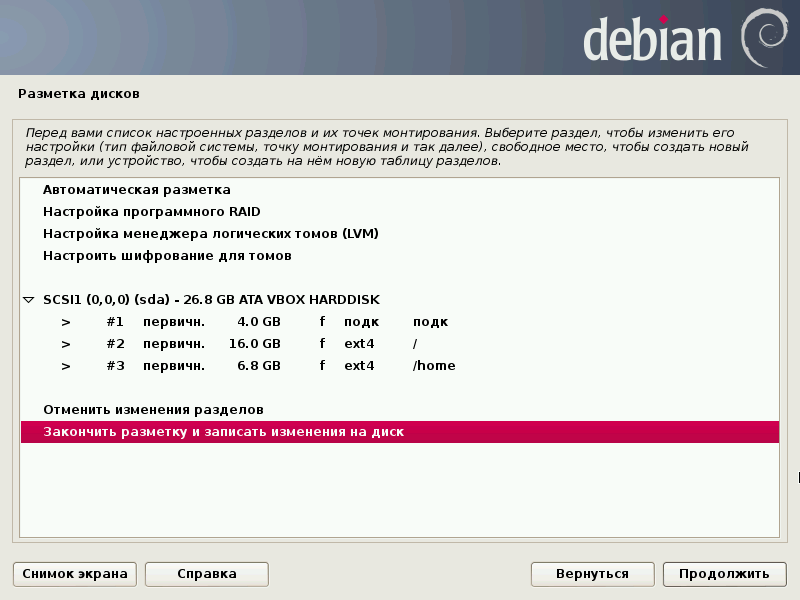 debian
Разметка дисков
Перед вами список настроенных разделов и их точек монтирования. Выберите раздел, чтобы изменить его
настройки (тип файловой системы, точку монтирования и так далее), свободное место, чтобы создать новый
раздел, или устройство, чтобы создать на нём новую таблицу разделов.
Автоматическая разметка
Настройка программного RAID
Настройка менеджера логических томов (LVM)
Настроить шифрование для томов
SCSI1 (0,0,0) (sda) - 26.8 GB ATA VBOX HARDDISK
> #1 первичн. 4.0 GB f подк подк
> #2 первичн. 16.0 GB f ext4 /
> #3 первичн. 6.8 GB f ext4 /home
Отменить изменения разделов
Закончить разметку и записать изменения на диск
Снимок экрана Справка Вернуться Продолжить